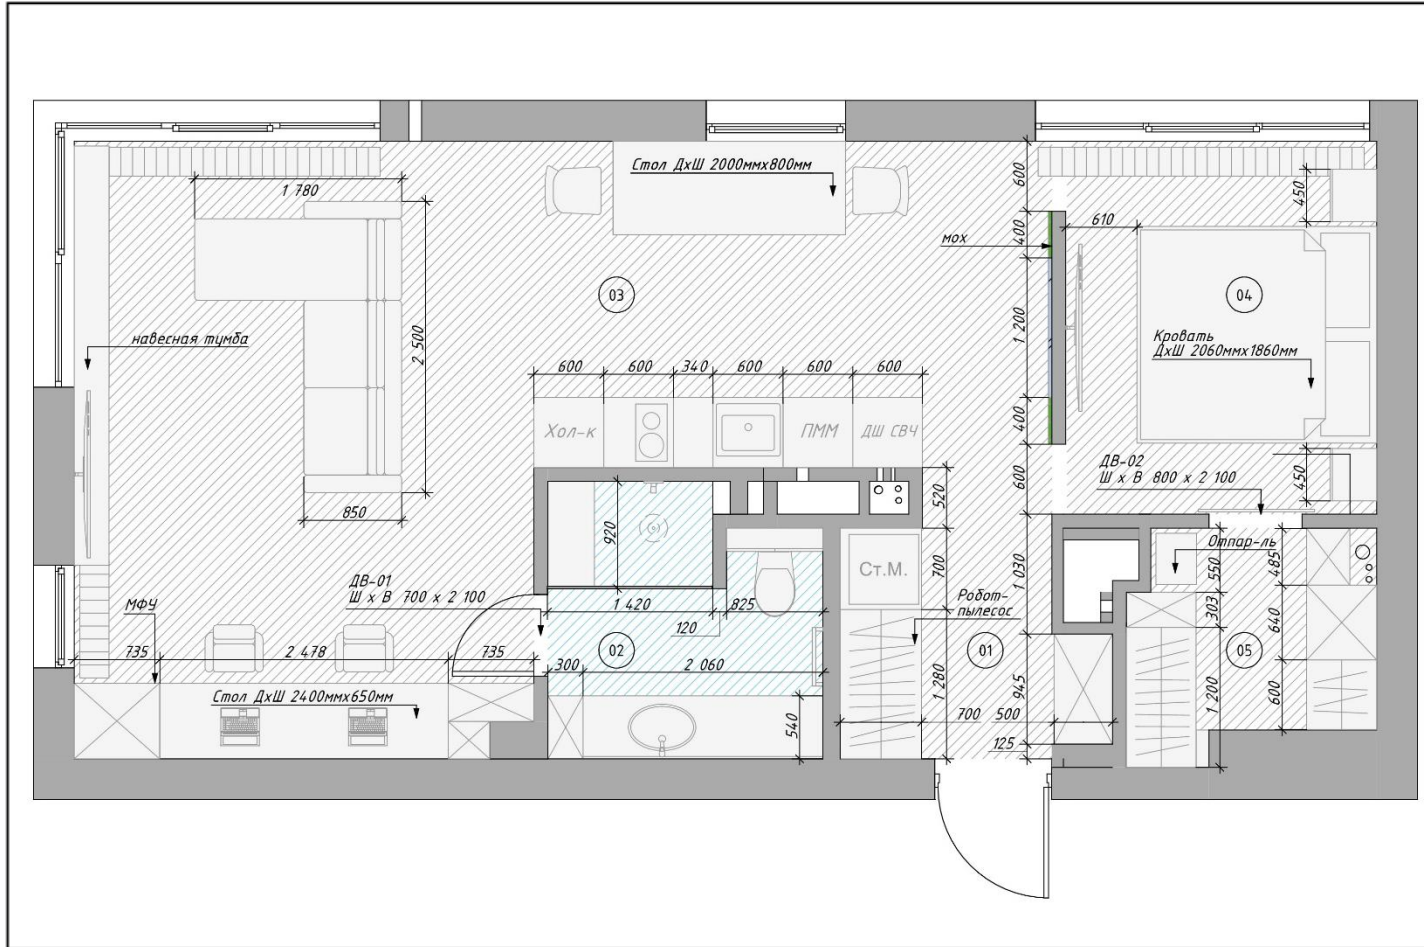 Стол ДхШ 2000ммх800мм
1 780
600
450
610
мох
400
03
04
навесная тумба
2 500
1 200
Кровать
ДхШ 2060ммх1860мм
600
600
340
600
600
600
Хол-к
ПММ
ДШ СВЧ
400
850
920
520
600
450
ДВ-02
Ш х В 800 х 2 100
ДВ-01
Ш х В 700 х 2 100
Ст.М.
700
1 030
Отпар-ль
550
485
МФУ
1 420
825
120
Робот-
пылесос
303
640
735
2 478
735
02
300
2 060
01
05
Стол ДхШ 2400ммх650мм
540
1 280
945
1 200
600
700
500
125